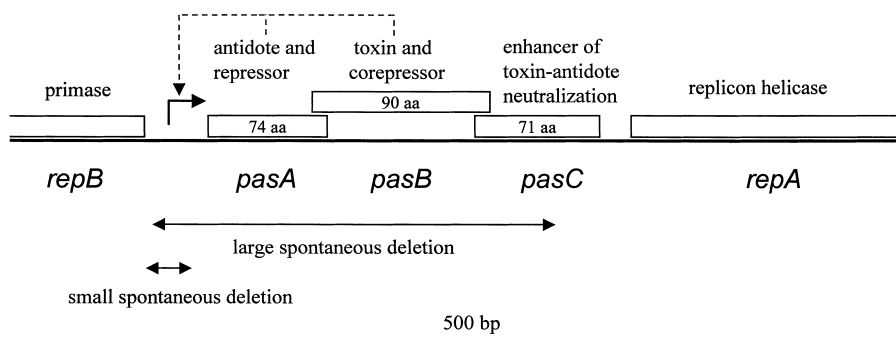 antidote and
repressor
toxin and
corepressor
enhancer of
toxin-antidote
neutralization
primase
replicon helicase
74 aa
90 aa
71 aa
repB
pasA
pasB
pasC
repA
large spontaneous deletion
small spontaneous deletion
500 bp